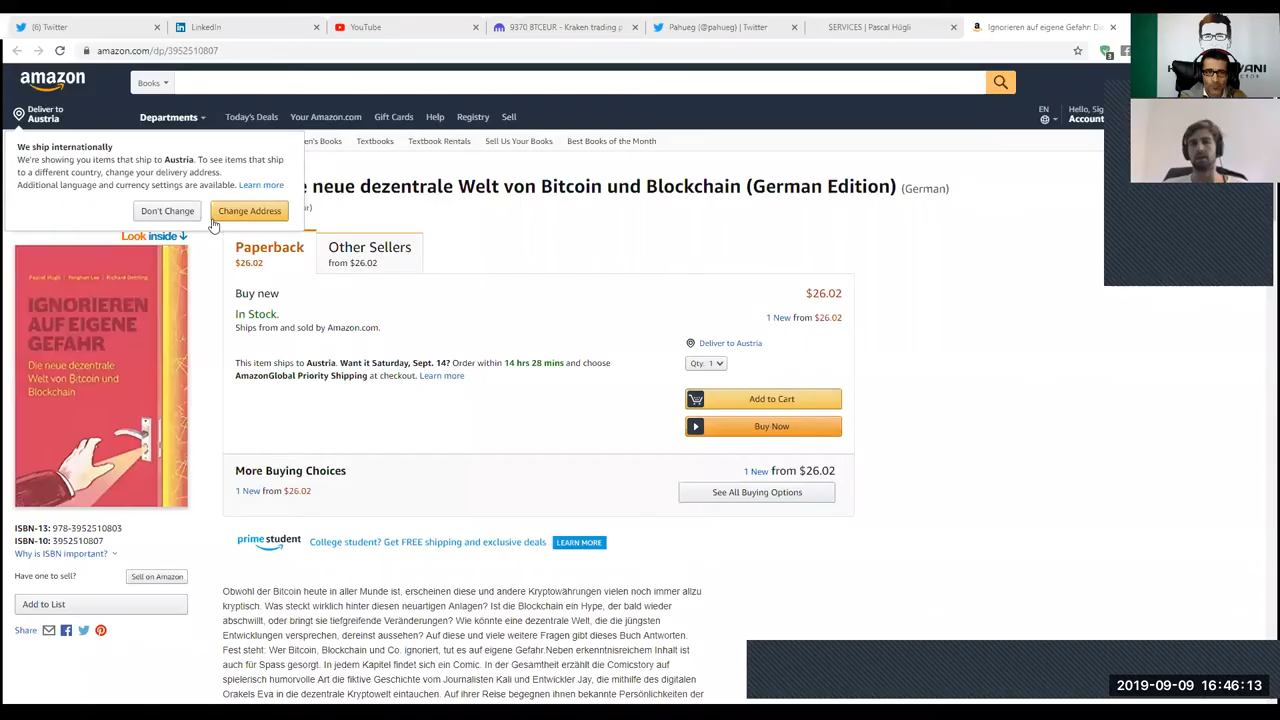 (1) Twitter
LinkedIn
YouTube
9370 BTCEUR - Kraken trading p
Pahueg (@pahueg) | Twitter
SERVICES | Pascal Hügli
Ignorieren auf eigene Gefahr: Di
amazon.com/dp/3952510807
amazon
Books
Deliver to
Austria
Departments
Today's Deals
Your Amazon.com
Gift Cards
Help
Registry
Sell
EN
Hello, Sig
Account
en's Books
Textbooks
Textbook Rentals
Sell Us Your Books
Best Books of the Month
We ship internationally
We're showing you items that ship to Austria. To see items that ship
to a different country, change your delivery address.
Additional language and currency settings are available. Learn more
Don't Change
Change Address
e neue dezentrale Welt von Bitcoin und Blockchain (German Edition) (German)
or)
Look inside
Paperback
$26.02
Other Sellers
from $26.02
Buy new
$26.02
In Stock.
Ships from and sold by Amazon.com.
1 New from $26.02
Deliver to Austria
Qty: 1
This item ships to Austria. Want it Saturday, Sept. 14? Order within 14 hrs 28 mins and choose
AmazonGlobal Priority Shipping at checkout. Learn more
Add to Cart
Buy Now
More Buying Choices
1 New from $26.02
1 New from $26.02
See All Buying Options
Pascal Hügli
IGNORIEREN
AUF EIGENE
GEFAHR
Die neue dezentrale
Welt von Bitcoin und
Blockchain
ISBN-13: 978-3952510803
ISBN-10: 3952510807
Why is ISBN important?
Have one to sell?
Sell on Amazon
Add to List
Share
prime student
College student? Get FREE shipping and exclusive deals
LEARN MORE
Obwohl der Bitcoin heute in aller Munde ist, erscheinen diese und andere Kryptowährungen vielen noch immer allzu
kryptisch. Was steckt wirklich hinter diesen neuartigen Anlagen? Ist die Blockchain ein Hype, der bald wieder
abschwillt, oder bringt sie tiefgreifende Veränderungen? Wie könnte eine dezentrale Welt, die die jüngsten
Entwicklungen versprechen, dereinst aussehen? Auf diese und viele weitere Fragen gibt dieses Buch Antworten.
Fest steht: Wer Bitcoin, Blockchain und Co. ignoriert, tut es auf eigene Gefahr.Neben erkenntnisreichem Inhalt ist
auch für Spass gesorgt. In jedem Kapitel findet sich ein Comic. In der Gesamtheit erzählt die Comicstory auf
spielerisch humorvolle Art die fiktive Geschichte vom Journalisten Kali und Entwickler Jay, die mithilfe des digitalen
Orakels Eva in die dezentrale Kryptowelt eintauchen. Auf ihrer Reise begegnen ihnen bekannte Persönlichkeiten der
2019-09-09 16:46:13